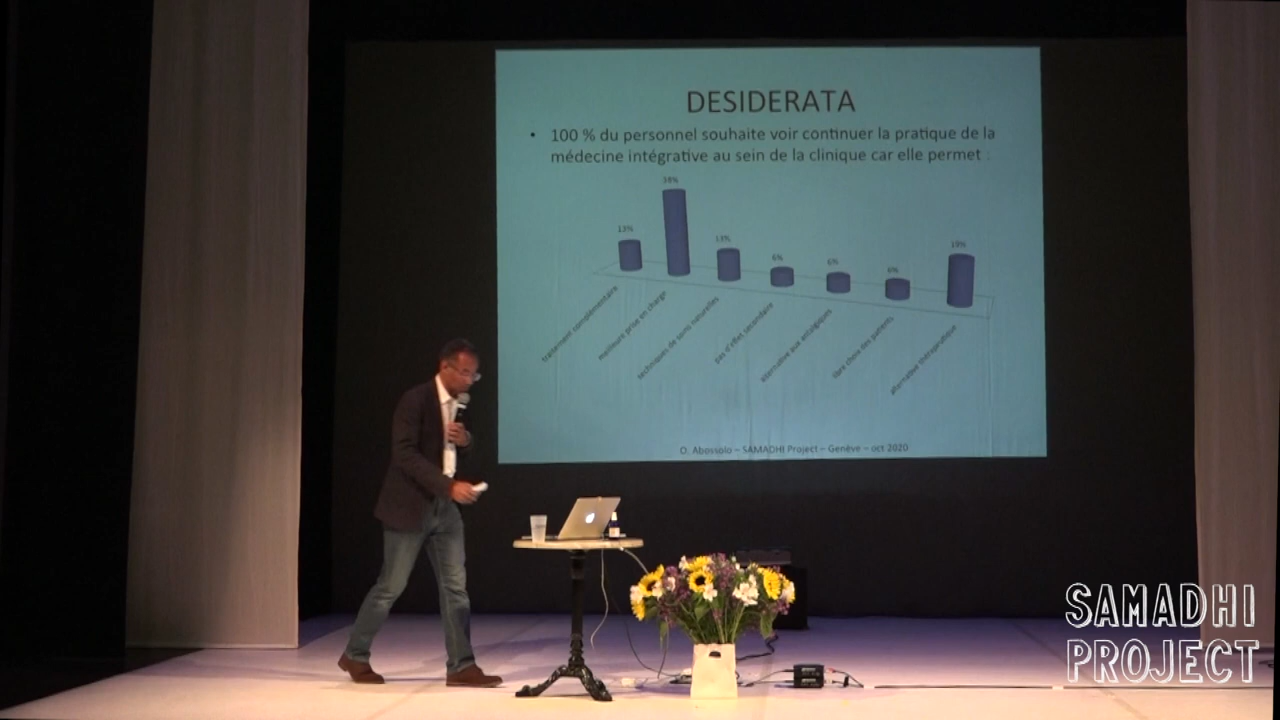 DESIDERATA
• 100 % du personnel souhaite voir continuer la pratique de la
médecine intégrative au sein de la clinique car elle permet :
13%
38%
13%
6%
6%
6%
19%
traitement complémentaire
meilleure prise en charge
techniques de soins naturelles
pas d'effet secondaire
alternative aux antalgiques
libre choix des patients
alternative thérapeutique
O. Abossolo – SAMADHI Project – Genève – oct 2020
SAMADHI
PROJECT